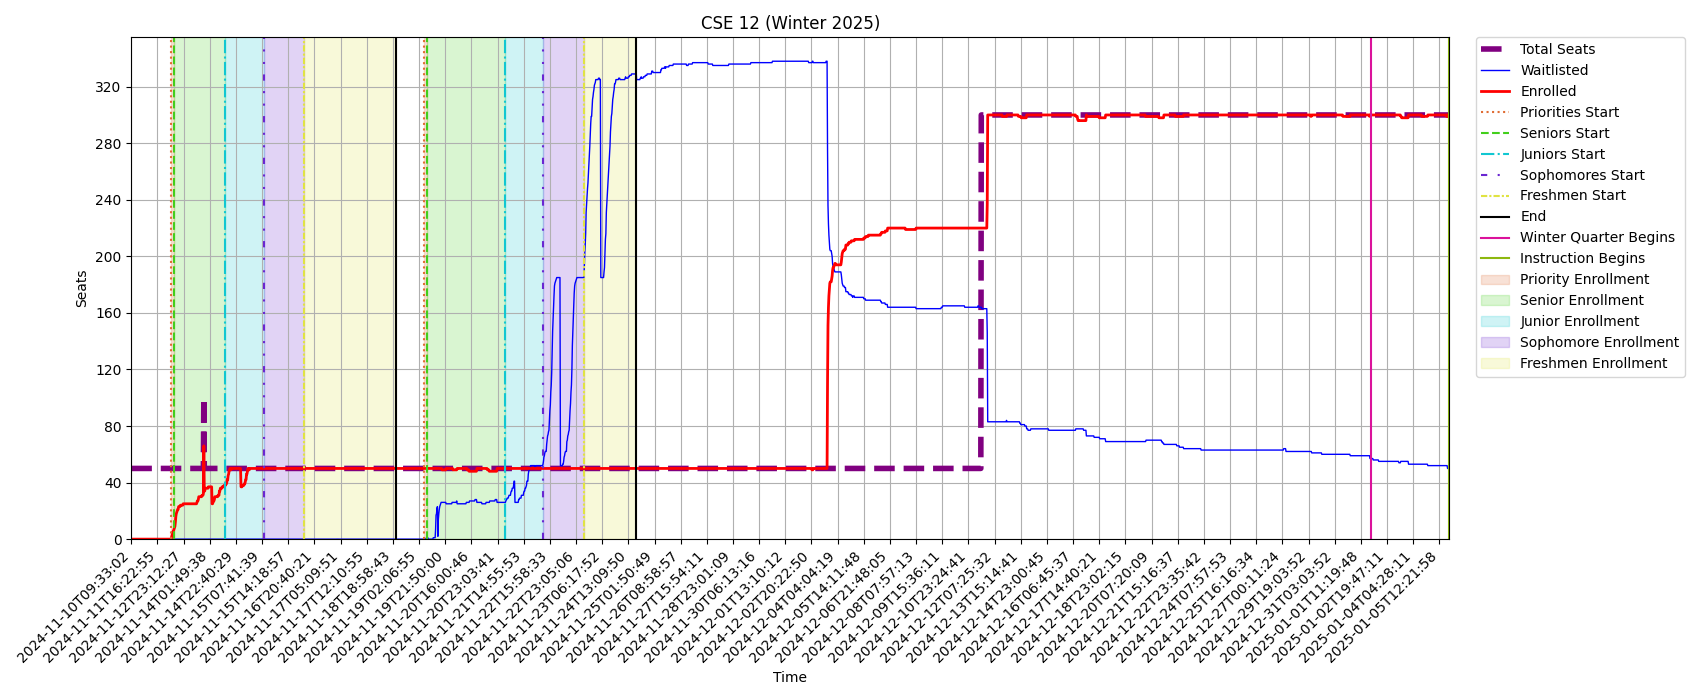 CSE 12 (Winter 2025)
Seats
320
280
240
200
160
120
80
40
0
2024-11-10T09:33:02
2024-11-11T16:22:55
2024-11-12T23:12:27
2024-11-14T01:49:38
2024-11-14T22:40:29
2024-11-15T07:41:39
2024-11-15T14:18:57
2024-11-16T00:40:21
2024-11-17T05:09:51
2024-11-17T12:10:55
2024-11-18T18:58:43
2024-11-19T02:06:55
2024-11-19T21:50:00
2024-11-20T16:00:46
2024-11-20T23:03:41
2024-11-21T14:55:53
2024-11-22T15:58:33
2024-11-22T23:05:06
2024-11-23T06:17:52
2024-11-24T13:09:50
2024-11-25T01:50:49
2024-11-26T08:58:57
2024-11-27T15:54:11
2024-11-28T23:01:09
2024-11-30T06:13:16
2024-12-01T13:10:12
2024-12-02T20:22:50
2024-12-04T04:04:19
2024-12-05T14:11:48
2024-12-06T21:48:05
2024-12-08T07:57:13
2024-12-09T15:36:11
2024-12-10T23:24:41
2024-12-12T07:25:32
2024-12-13T15:14:41
2024-12-14T23:00:45
2024-12-16T06:45:37
2024-12-17T14:40:21
2024-12-18T23:02:15
2024-12-20T07:20:09
2024-12-21T15:16:37
2024-12-22T23:35:42
2024-12-24T07:57:53
2024-12-25T16:16:34
2024-12-27T00:11:24
2024-12-29T19:03:52
2024-12-31T03:03:52
2025-01-01T11:19:48
2025-01-02T19:47:11
2025-01-04T04:28:11
2025-01-05T12:21:58
Time
Total Seats
Waitlisted
Enrolled
Priorities Start
Seniors Start
Juniors Start
Sophomores Start
Freshmen Start
End
Winter Quarter Begins
Instruction Begins
Priority Enrollment
Senior Enrollment
Junior Enrollment
Sophomore Enrollment
Freshmen Enrollment